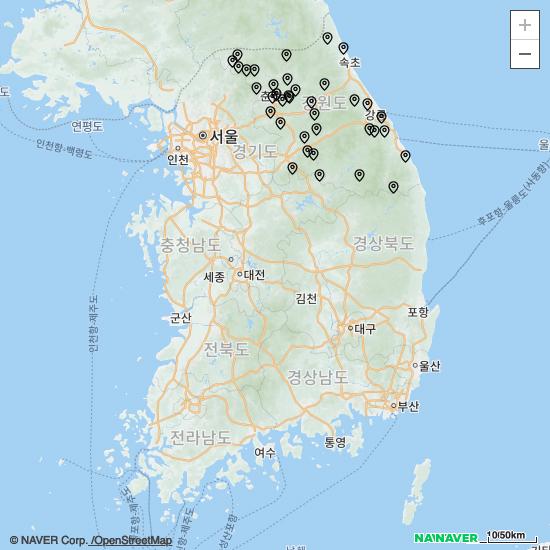 +
−
속초
춘
강원도
강
연평도
서울
인천항-백령도
인천
경기도
울
후포항-울릉도(사동항)
충청남도
경상북도
세종
대전
김천
인천항-제주도
군산
포항
전북도
대구
경상남도
울산
부산
전라남도
여수
통영
© NAVER Corp. /OpenStreetMap
NAVER
10/50km